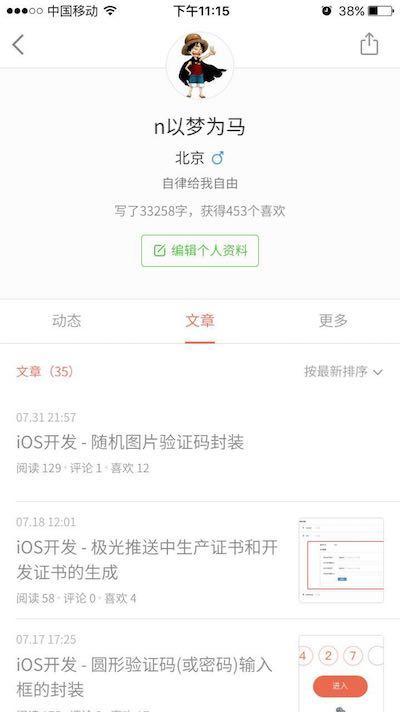 中国移动 下午11:15 38%
n以梦为马
北京
自律给我自由
写了33258字，获得453个喜欢
编辑个人资料
动态 文章 更多
文章（35） 按最新排序
07.31 21:57
iOS开发 - 随机图片验证码封装
阅读 129 · 评论 1 · 喜欢 12
07.18 12:01
iOS开发 - 极光推送中生产证书和开
发证书的生成
阅读 58 · 评论 0 · 喜欢 4
07.17 17:25
iOS开发 - 圆形验证码(或密码)输入
框的封装
4 2 7
进入